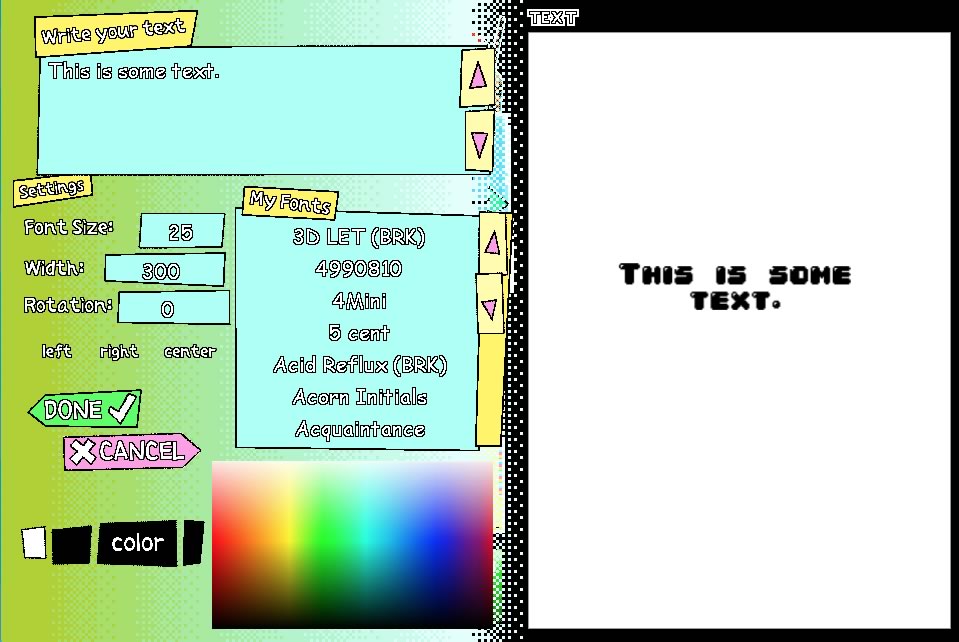 Write your text
This is some text.
Settings
Font Size: 25
Width: 300
Rotation: 0
left right center
DONE
CANCEL
color
My Fonts
3D LET (BRK)
4990810
4Mini
5 cent
Acid Reflux (BRK)
Acorn Initials
Acquaintance
TEXT
THIS IS SOME
TEXT.